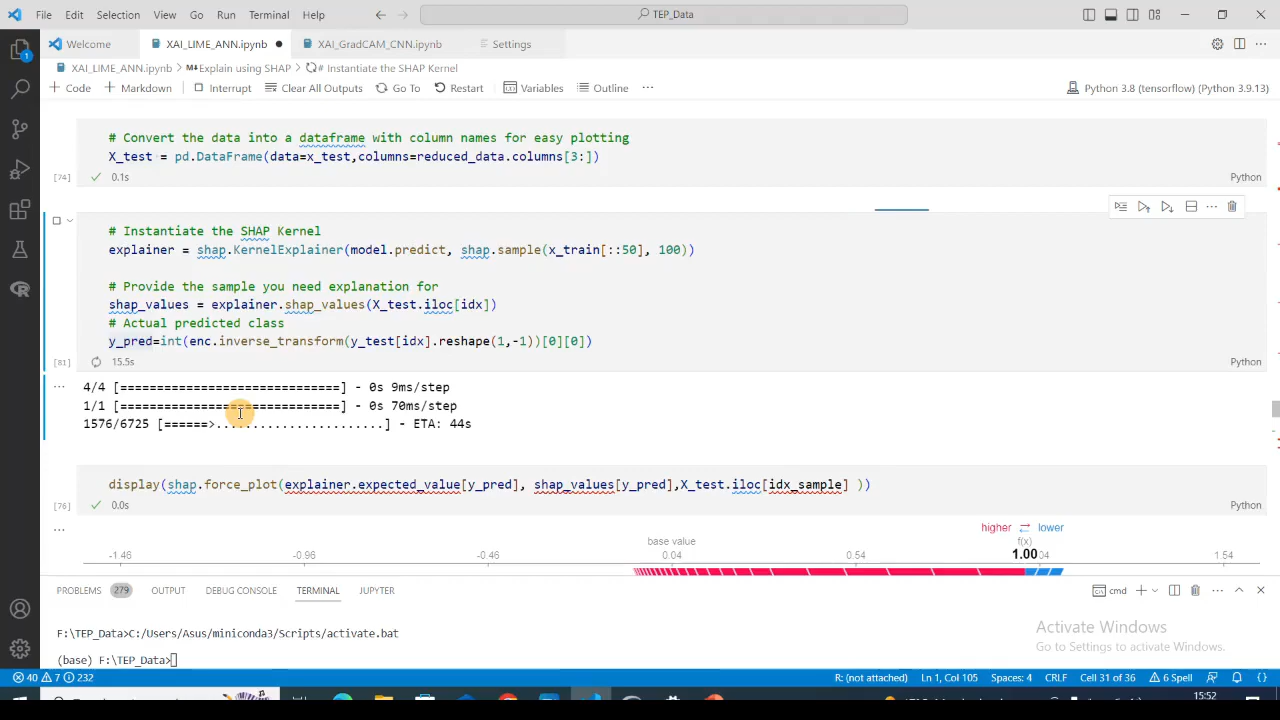 File Edit Selection View Go Run Terminal Help TEP_Data
Welcome XAI_LIME_ANN.ipynb XAI_GradCAM_CNN.ipynb Settings
XAI_LIME_ANN.ipynb > Explain using SHAP > # Instantiate the SHAP Kernel
+ Code + Markdown Interrupt Clear All Outputs Go To Restart Variables Outline ... Python 3.8 (tensorflow) (Python 3.9.13)
# Convert the data into a dataframe with column names for easy plotting
X_test = pd.DataFrame(data=x_test,columns=reduced_data.columns[3:])
[74] 0.1s Python
# Instantiate the SHAP Kernel
explainer = shap.KernelExplainer(model.predict, shap.sample(x_train[::50], 100))
# Provide the sample you need explanation for
shap_values = explainer.shap_values(X_test.iloc[idx])
# Actual predicted class
y_pred=int(enc.inverse_transform(y_test[idx].reshape(1,-1))[0][0])
[81] 15.5s Python
4/4 [==============================] - 0s 9ms/step
1/1 [==============================] - 0s 70ms/step
1576/6725 [======>.......................] - ETA: 44s
display(shap.force_plot(explainer.expected_value[y_pred], shap_values[y_pred],X_test.iloc[idx_sample] ))
[76] 0.0s Python
higher lower
base value f(x)
-1.46 -0.96 -0.46 0.04 0.54 1.00 04 1.54
PROBLEMS 279 OUTPUT DEBUG CONSOLE TERMINAL JUPYTER cmd
F:\TEP_Data>C:/Users/Asus/miniconda3/Scripts/activate.bat
Activate Windows
Go to Settings to activate Windows.
(base) F:\TEP_Data>
40 7 232 R: (not attached) Ln 1, Col 105 Spaces: 4 CRLF Cell 31 of 36 6 Spell
15:52